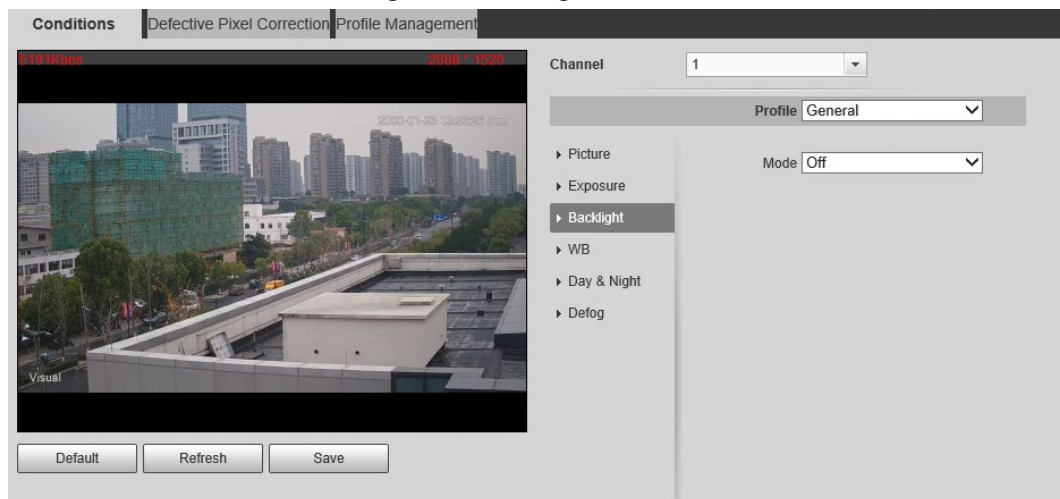 Conditions
Defective Pixel Correction
Profile Management
5191Kbps 2688 * 1520
Visual
Default
Refresh
Save
Channel 1
Profile General
Picture
Exposure
Backlight
WB
Day & Night
Defog
Mode Off